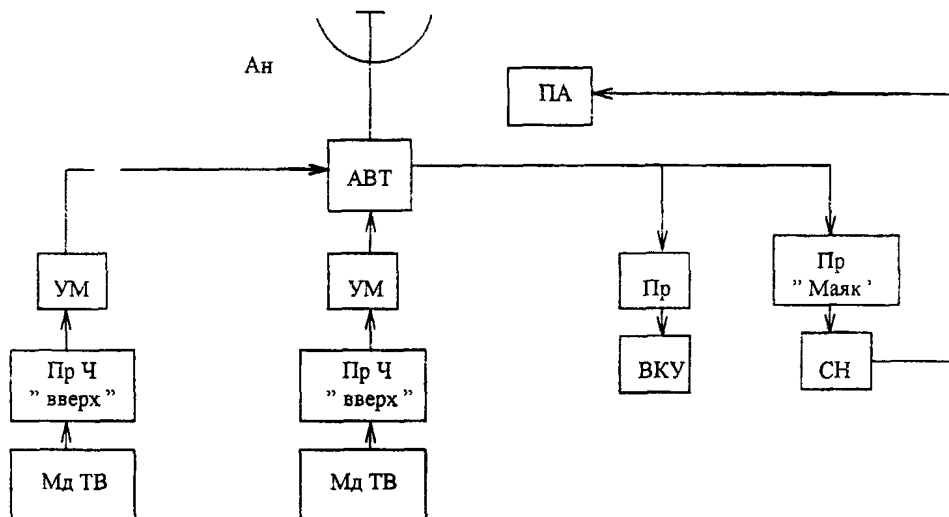 Ан
ПА
АВТ
УМ
УМ
Пр
Пр
" Маяк '
Пр Ч
" вверх "
Пр Ч
" вверх "
ВКУ
СН
Мд ТВ
Мд ТВ